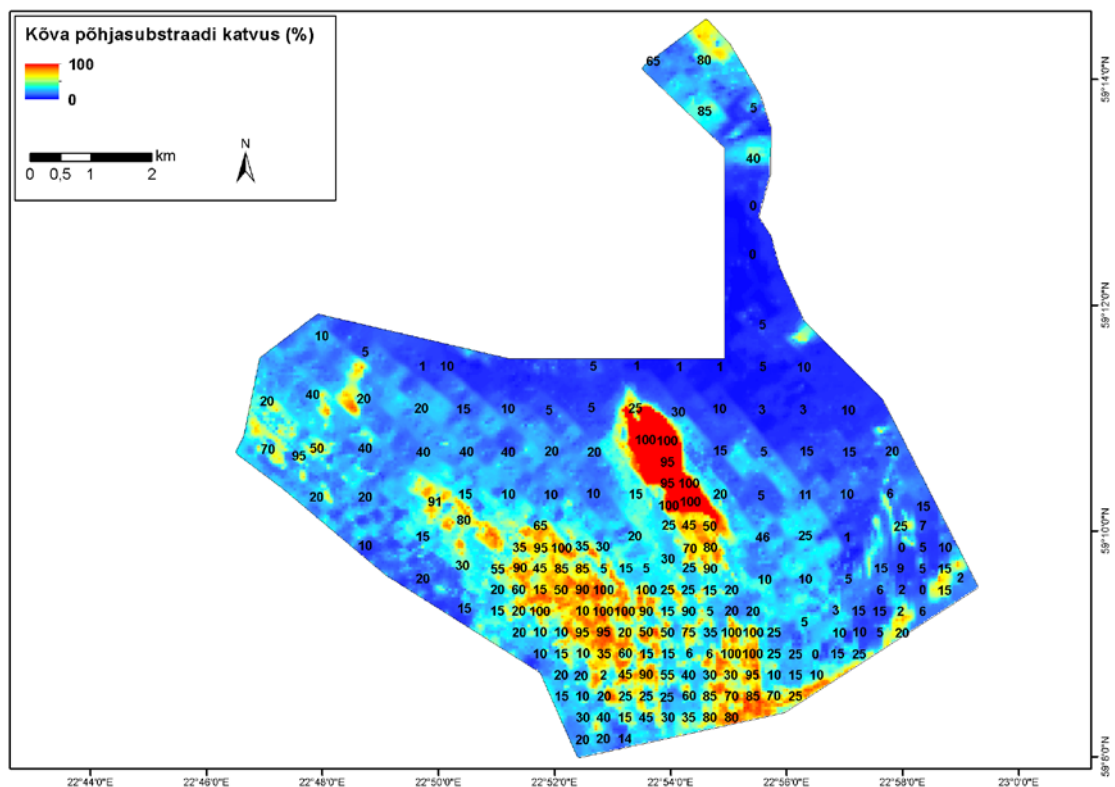 Kõva põhjasubstraadi katvus (%)
100
0
N
km
0 0,5 1 2
65 80
85 5
40
0
0
5
10
5 1 10 5 1 1 1 5 10
20 40 20 20 15 10 5 5 25 30 10 3 3 10
100 100
70 95 50 40 40 40 40 20 20 15 5 15 15 20
95
95 100
20 20 91 15 10 10 10 15 20 5 11 10 6
100 100 15
80 65 25 45 50 25 7
10 15 20 46 25 1
35 95 100 35 30 70 80 0 5 10
30 30
55 90 45 85 85 5 15 5 25 90 15 9 5 15
20 10 10 5 2
20 60 15 50 90 100 100 25 25 15 20 6 2 0 15
15 15 20 100 10 100 100 90 15 90 5 20 20 3 15 15 2 6
5
20 10 10 95 95 20 50 50 75 35 100 100 25 10 10 5 20
10 15 10 35 60 15 15 6 6 100 100 25 25 0 15 25
20 20 2 45 90 55 40 30 30 95 10 15 10
15 10 20 25 25 25 60 85 70 85 70 25
30 40 15 45 30 35 80 80
20 20 14
59°14'0"N
59°12'0"N
59°10'0"N
59°8'0"N
22°44'0"E 22°46'0"E 22°48'0"E 22°50'0"E 22°52'0"E 22°54'0"E 22°56'0"E 22°58'0"E 23°0'0"E